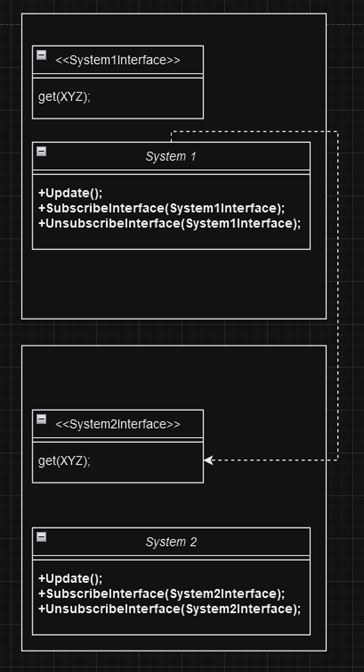 <<System1Interface>>
get(XYZ);
System 1
+Update();
+SubscribeInterface(System1Interface);
+UnsubscribeInterface(System1Interface);
<<System2Interface>>
get(XYZ);
System 2
+Update();
+SubscribeInterface(System2Interface);
+UnsubscribeInterface(System2Interface);